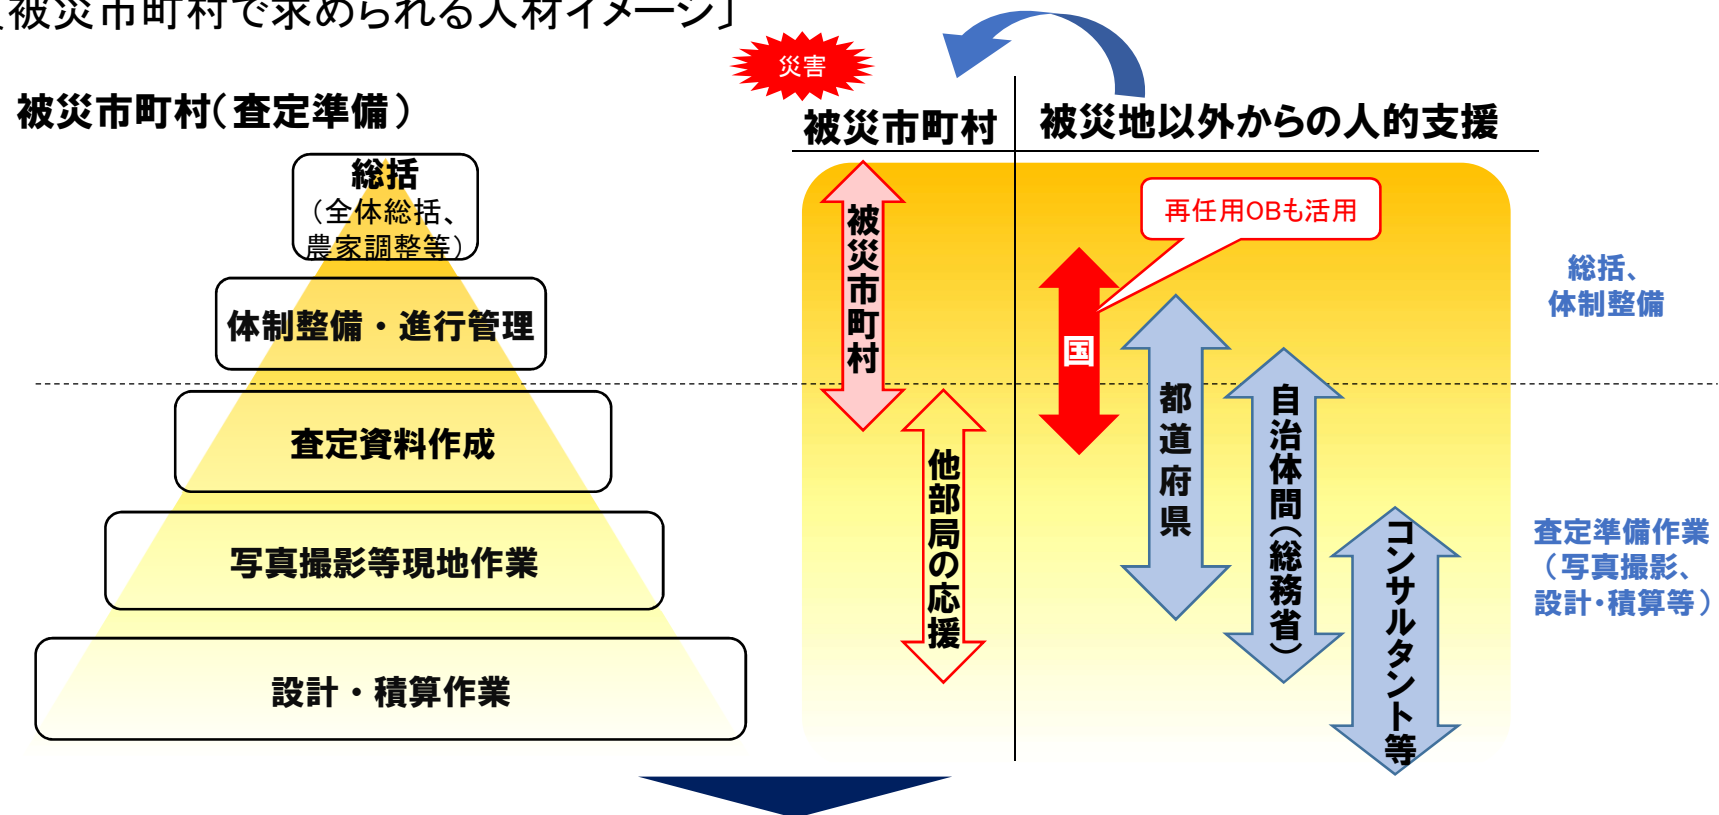 被災市町村で求められる人材イメージ〕
災害
被災市町村(査定準備)
被災市町村
被災地以外からの人的支援
総括
(全体総括、
農家調整等)
体制整備・進行管理
査定資料作成
写真撮影等現地作業
設計・積算作業
被災市町村
他部局の応援
再任用OBも活用
国
都道府県
自治体間(総務省)
コンサルタント等
総括、
体制整備
査定準備作業
(写真撮影、
設計・積算等)